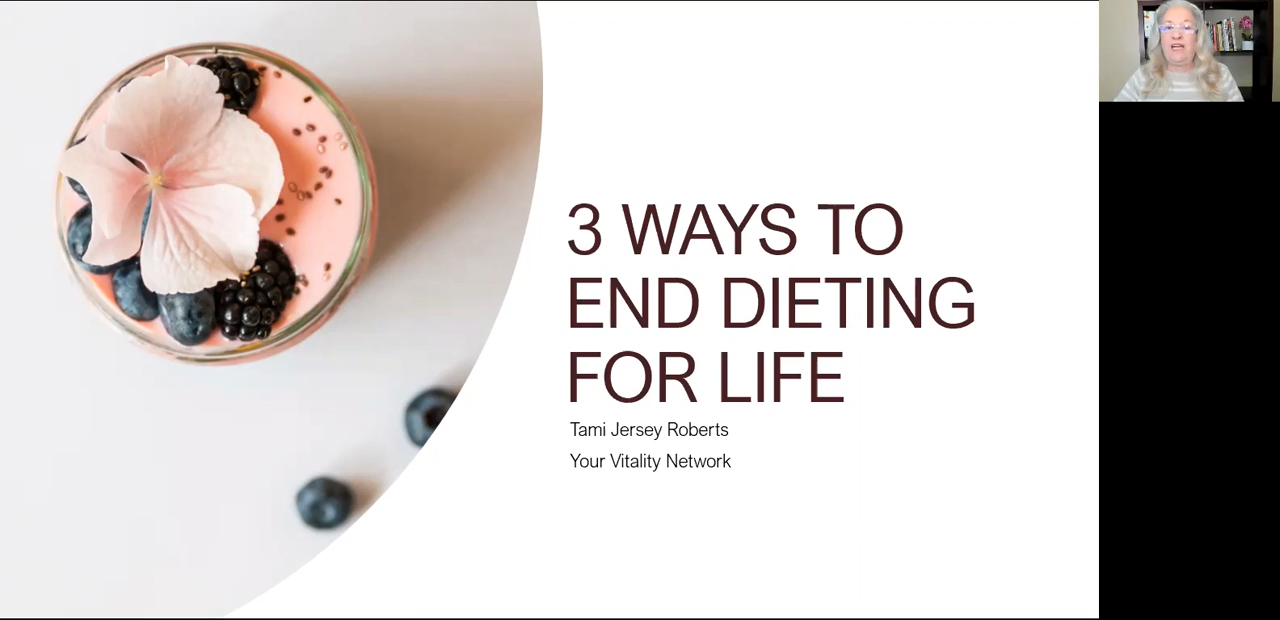 3 WAYS TO
END DIETING
FOR LIFE
Tami Jersey Roberts
Your Vitality Network